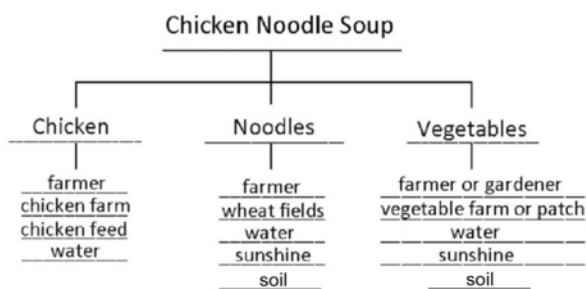 Chicken Noodle Soup
Chicken
farmer
chicken farm
chicken feed
water
Noodles
farmer
wheat fields
water
sunshine
soil
Vegetables
farmer or gardener
vegetable farm or patch
water
sunshine
soil